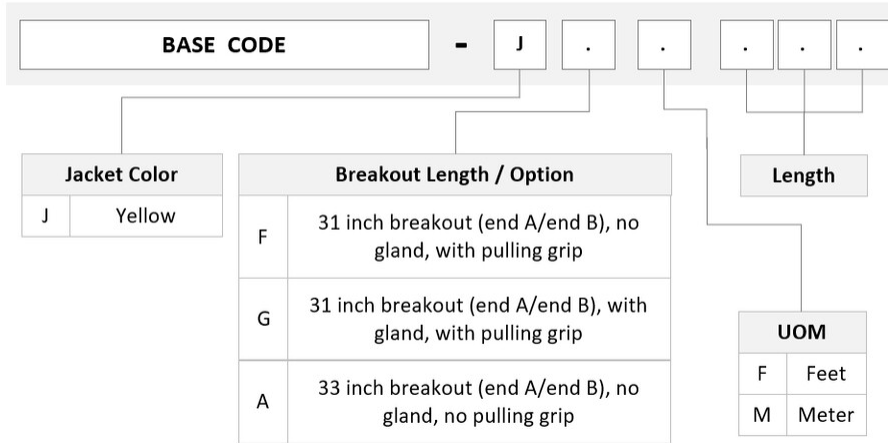 BASE CODE - J . . . . .
Jacket Color
J Yellow
Breakout Length / Option
F 31 inch breakout (end A/end B), no
gland, with pulling grip
G 31 inch breakout (end A/end B), with
gland, with pulling grip
A 33 inch breakout (end A/end B), no
gland, no pulling grip
Length
UOM
F Feet
M Meter